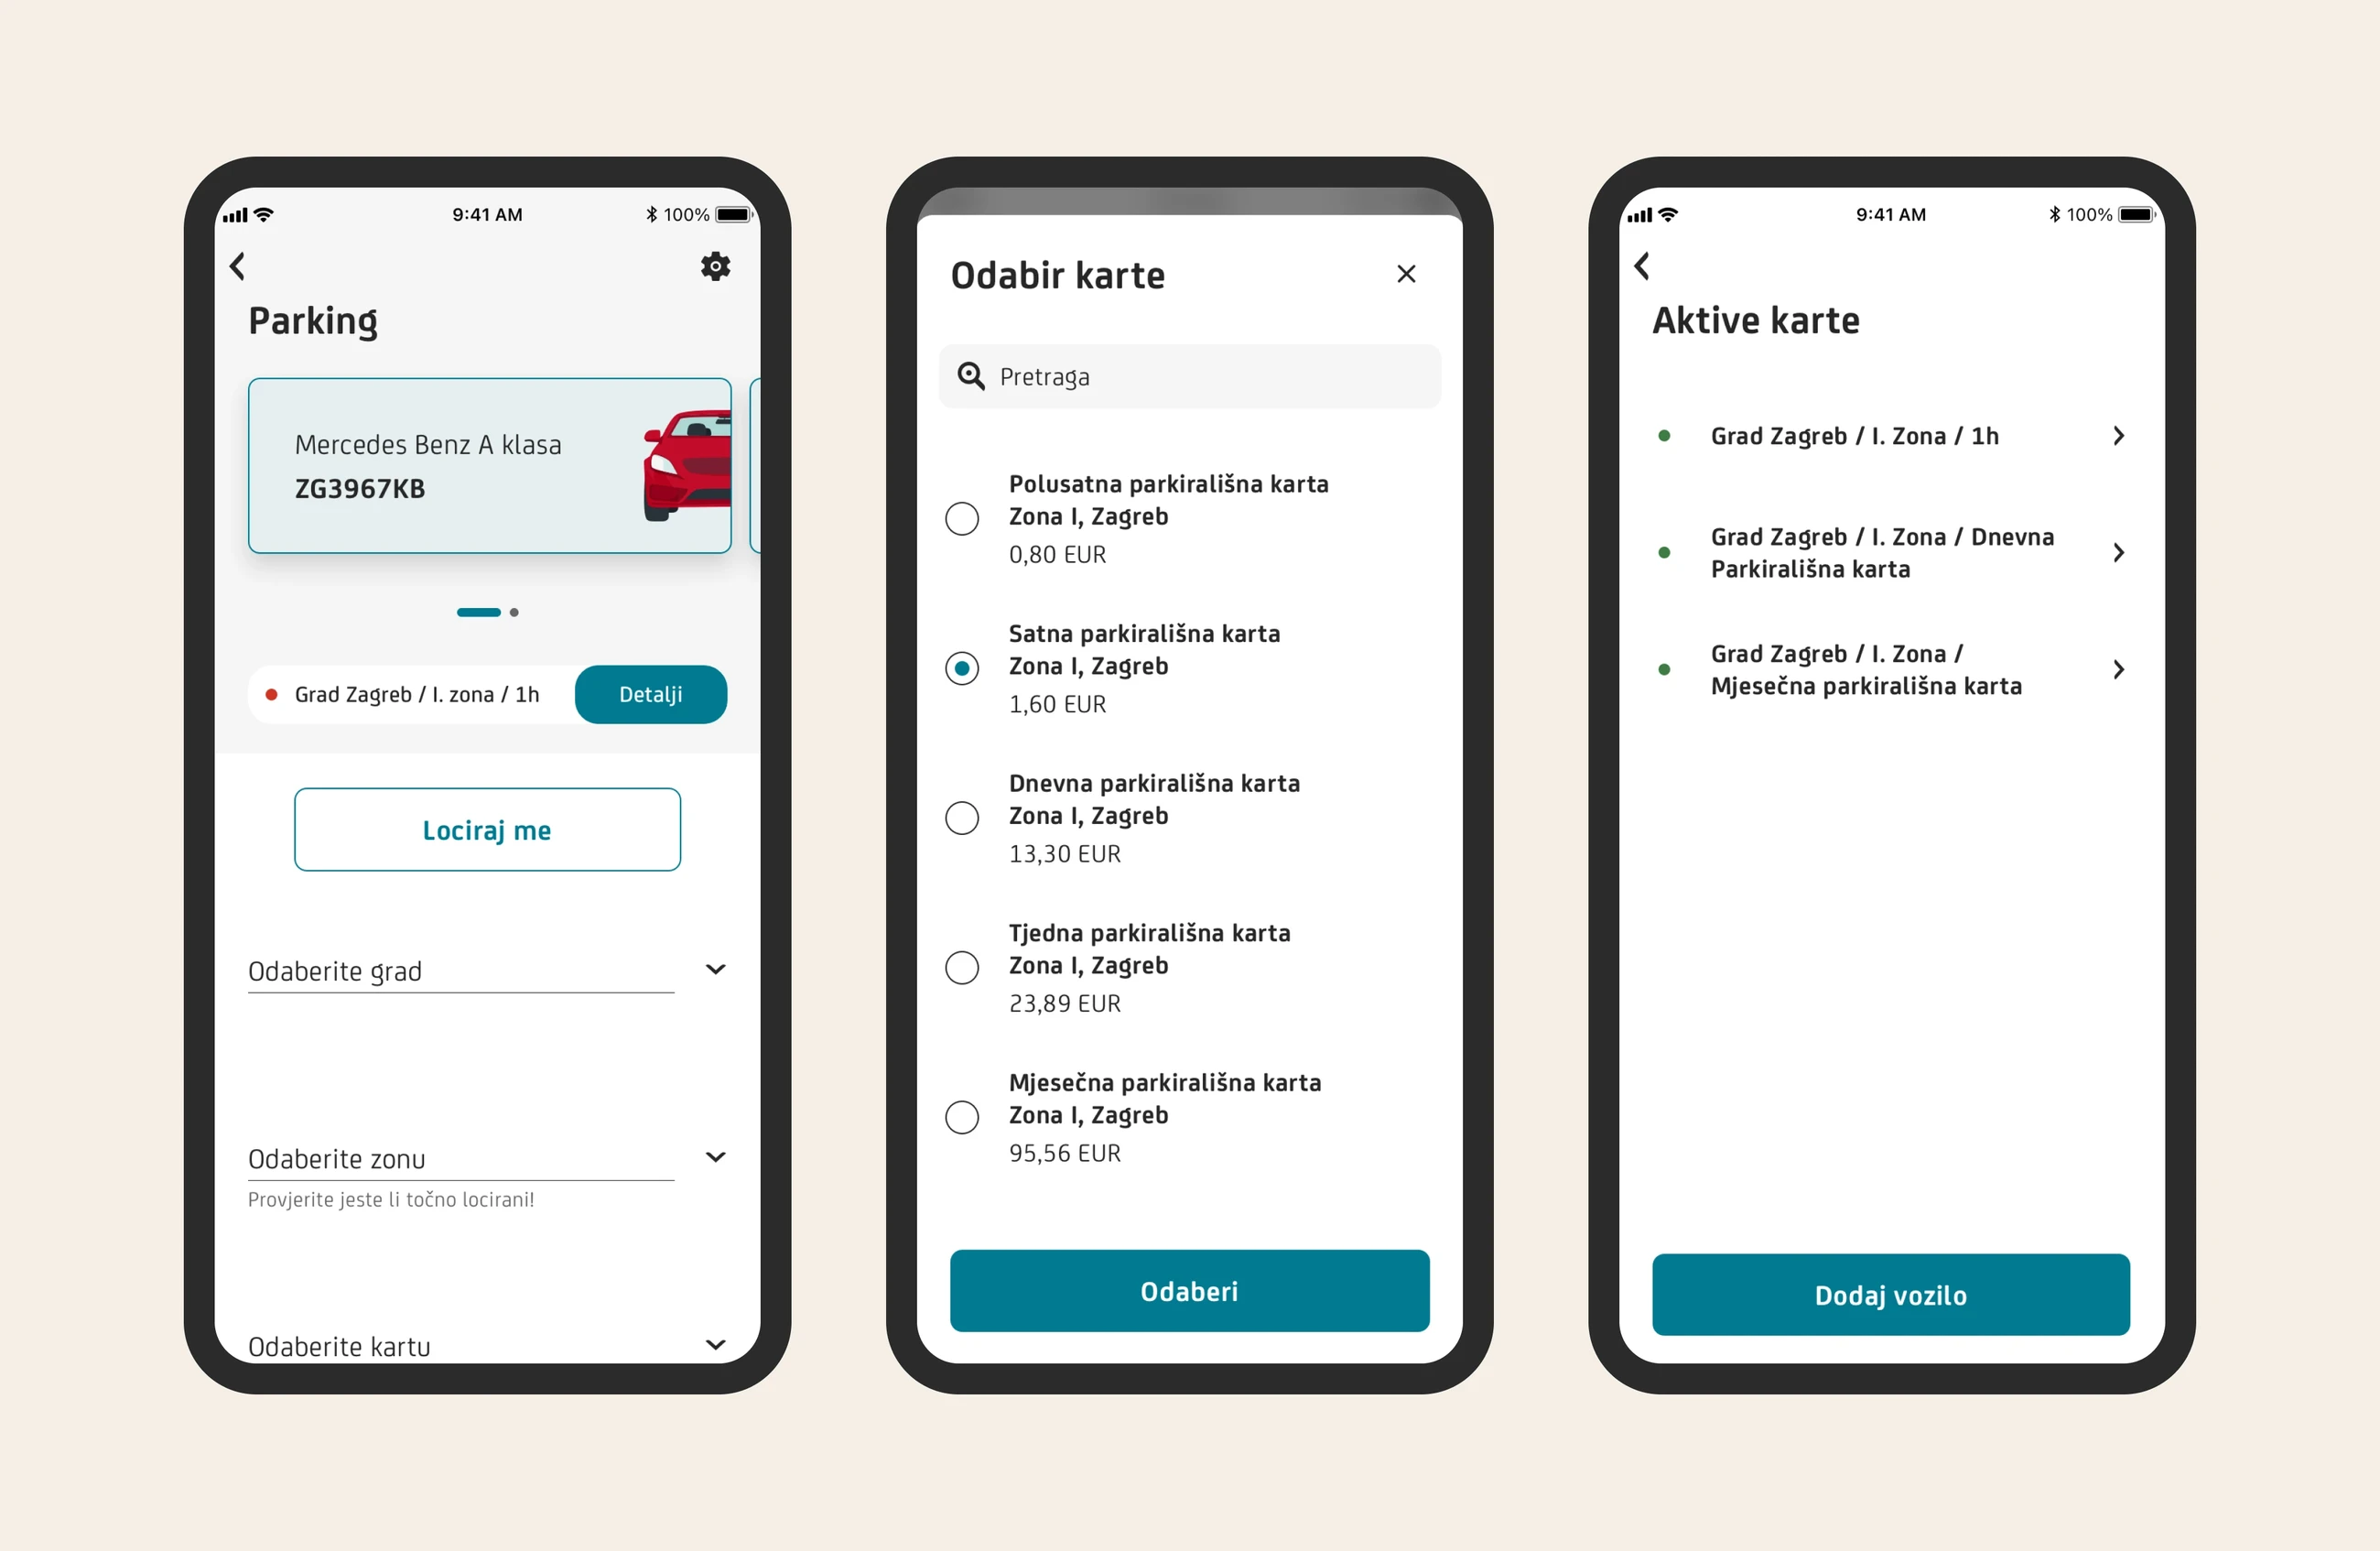 9:41 AM
100%
Parking
Mercedes Benz A klasa
ZG3967KB
Grad Zagreb / I. zona / 1h
Detalji
Lociraj me
Odaberite grad
Odaberite zonu
Provjerite jeste li točno locirani!
Odaberite kartu
Odabir karte
Pretraga
Polusatna parkirališna karta
Zona I, Zagreb
0,80 EUR
Satna parkirališna karta
Zona I, Zagreb
1,60 EUR
Dnevna parkirališna karta
Zona I, Zagreb
13,30 EUR
Tjedna parkirališna karta
Zona I, Zagreb
23,89 EUR
Mjesečna parkirališna karta
Zona I, Zagreb
95,56 EUR
Odaberi
9:41 AM
100%
Aktive karte
Grad Zagreb / I. Zona / 1h
Grad Zagreb / I. Zona / Dnevna
Parkirališna karta
Grad Zagreb / I. Zona /
Mjesečna parkirališna karta
Dodaj vozilo